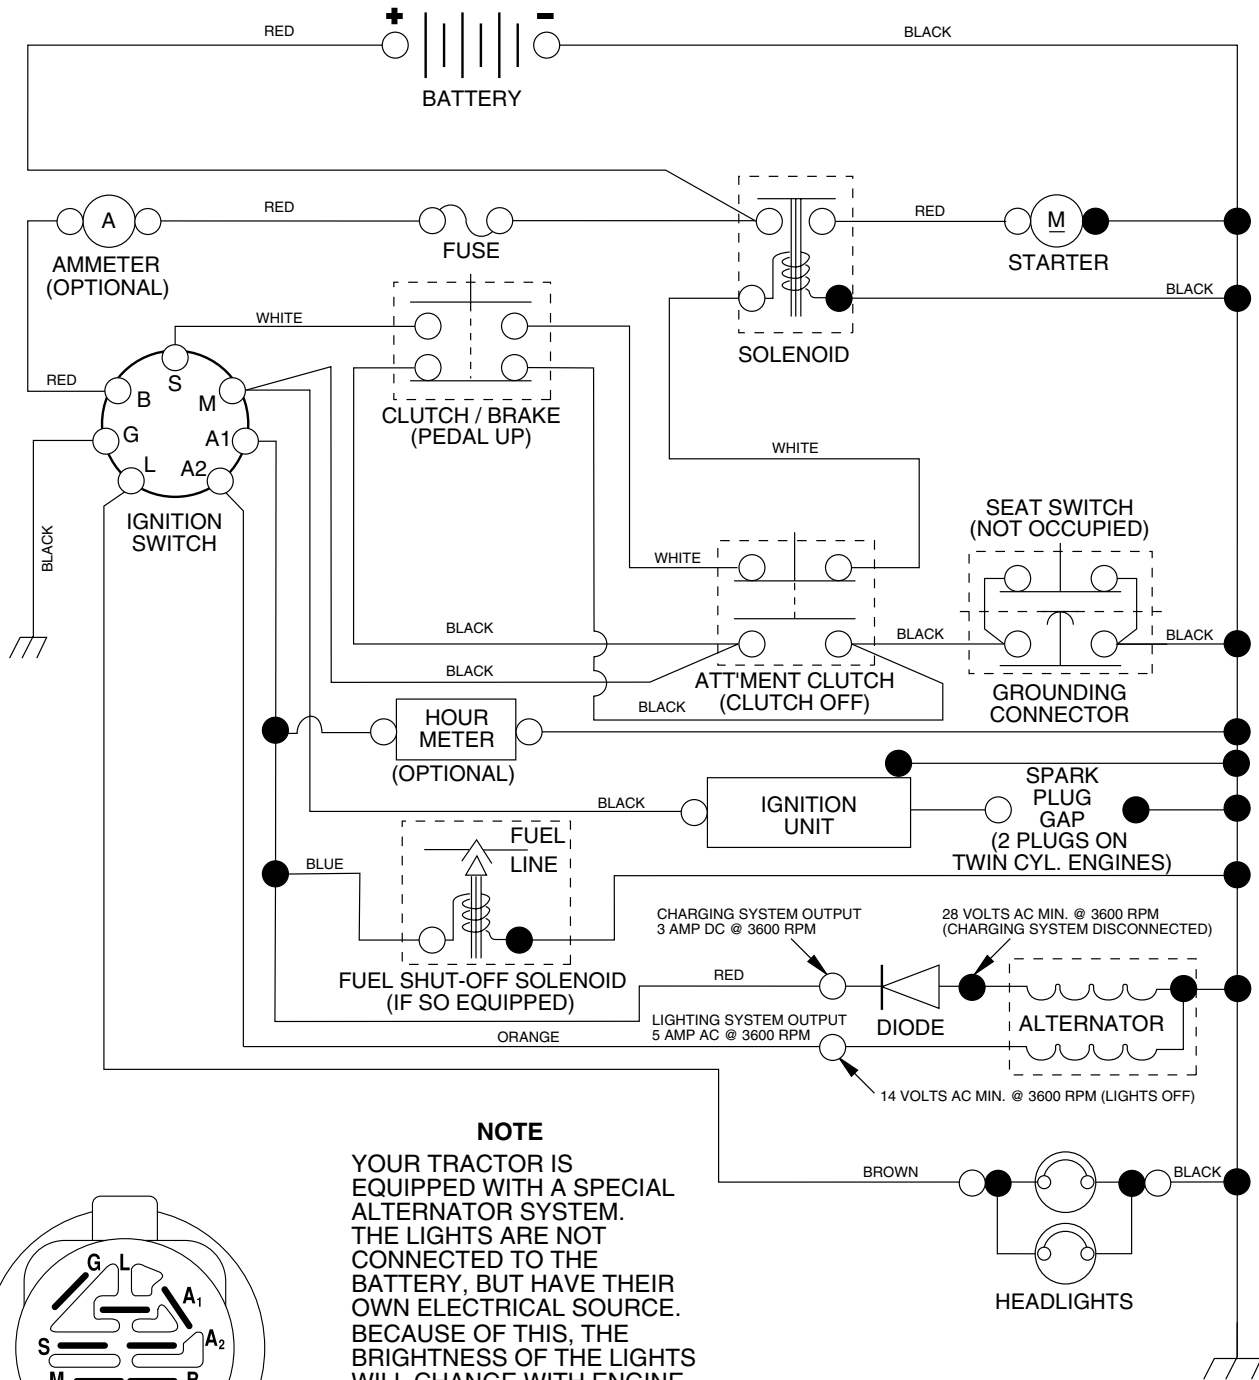 + -
RED
BLACK
BATTERY
A
RED
FUSE
RED
M
STARTER
AMMETER
(OPTIONAL)
BLACK
WHITE
SOLENOID
RED
S
B
M
G
A1
L
A2
CLUTCH / BRAKE
(PEDAL UP)
WHITE
IGNITION
SWITCH
BLACK
SEAT SWITCH
(NOT OCCUPIED)
WHITE
BLACK
BLACK
BLACK
BLACK
ATT'MENT CLUTCH
(CLUTCH OFF)
BLACK
GROUNDING
CONNECTOR
HOUR
METER
(OPTIONAL)
BLACK
IGNITION
UNIT
SPARK
PLUG
GAP
(2 PLUGS ON
TWIN CYL. ENGINES)
FUEL
LINE
BLUE
FUEL SHUT-OFF SOLENOID
(IF SO EQUIPPED)
CHARGING SYSTEM OUTPUT
3 AMP DC @ 3600 RPM
28 VOLTS AC MIN. @ 3600 RPM
(CHARGING SYSTEM DISCONNECTED)
RED
DIODE
ALTERNATOR
LIGHTING SYSTEM OUTPUT
5 AMP AC @ 3600 RPM
ORANGE
14 VOLTS AC MIN. @ 3600 RPM (LIGHTS OFF)
BROWN
BLACK
HEADLIGHTS
NOTE
YOUR TRACTOR IS
EQUIPPED WITH A SPECIAL
ALTERNATOR SYSTEM.
THE LIGHTS ARE NOT
CONNECTED TO THE
BATTERY, BUT HAVE THEIR
OWN ELECTRICAL SOURCE.
BECAUSE OF THIS, THE
BRIGHTNESS OF THE LIGHTS
WILL CHANGE WITH ENGINE
G L
A1
S A2
M B